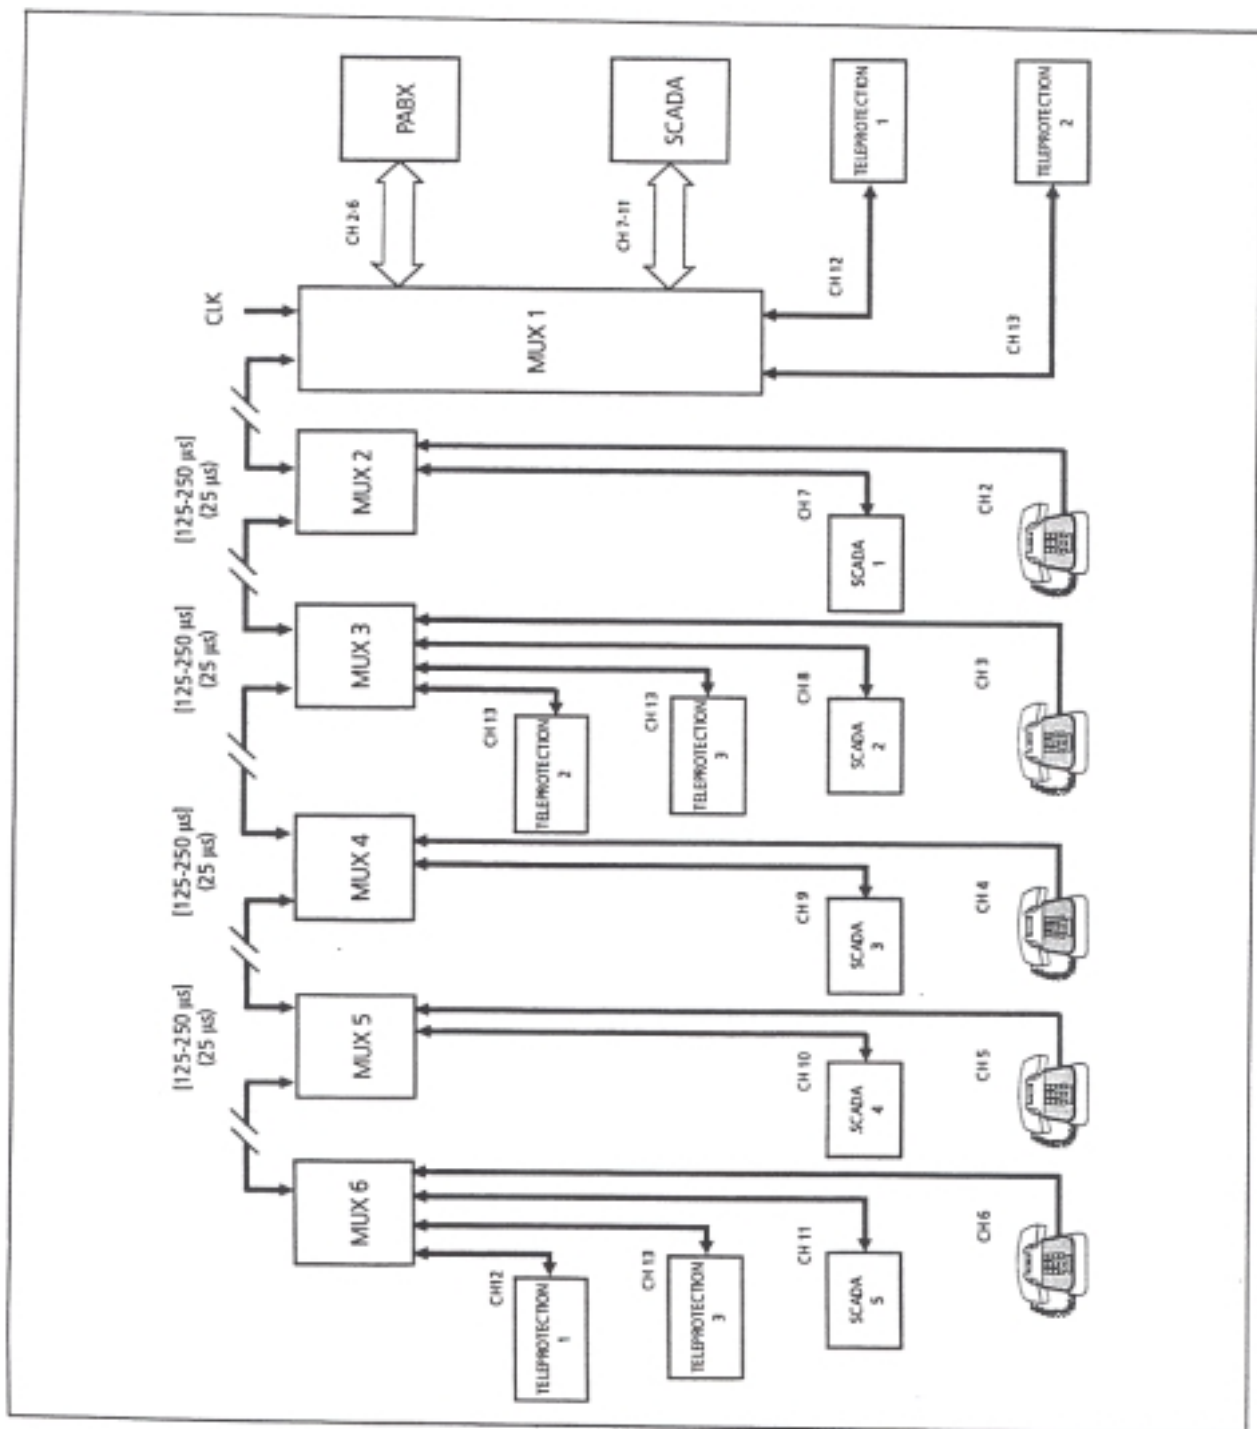 [125-250 µs]
(25 µs)
[125-250 µs]
(25 µs)
[125-250 µs]
(25 µs)
[125-250 µs]
(25 µs)
CLK
MUX 6
MUX 5
MUX 4
MUX 3
MUX 2
MUX 1
CH 2-6
PABX
CH 7-11
SCADA
CH12
TELEPROTECTION
1
CH 13
TELEPROTECTION
3
CH 13
TELEPROTECTION
2
CH 13
TELEPROTECTION
3
CH 11
SCADA
5
CH 10
SCADA
4
CH 9
SCADA
3
CH 8
SCADA
2
CH 7
SCADA
1
CH 12
TELEPROTECTION
1
CH6
CH 5
CH 4
CH 3
CH 2
CH 13
TELEPROTECTION
2